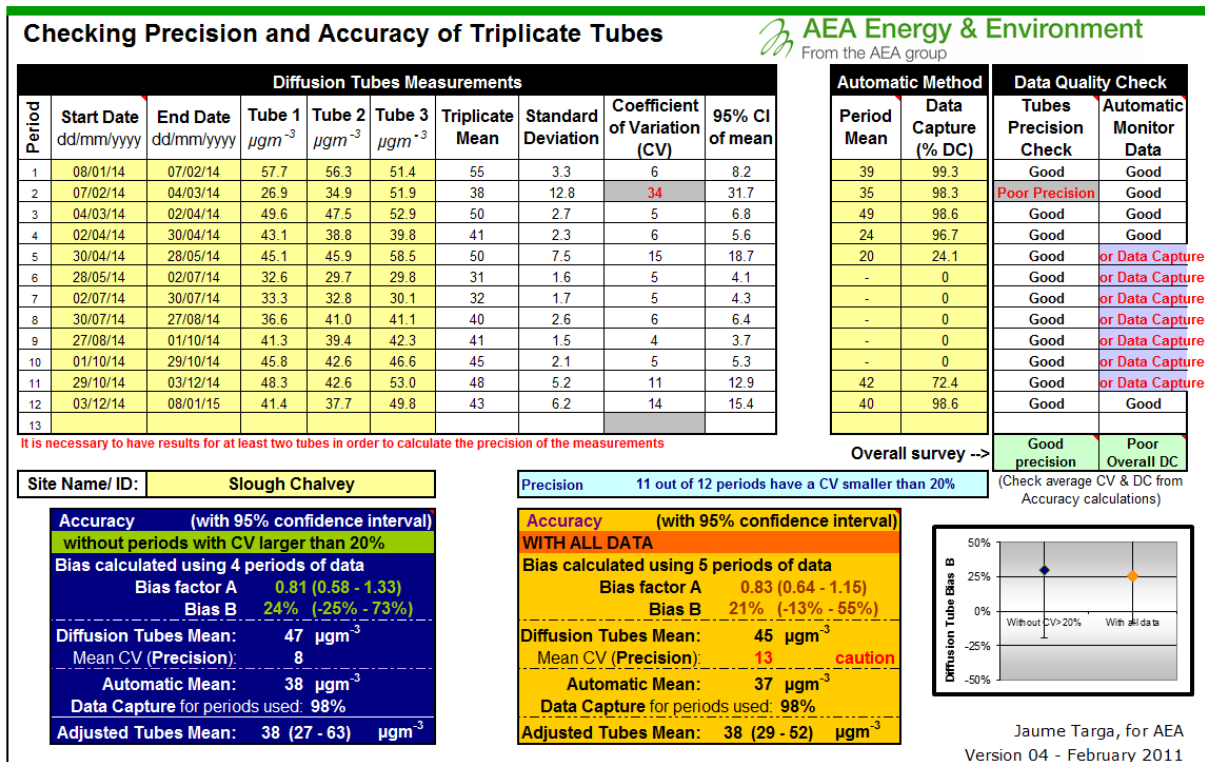 Checking Precision and Accuracy of Triplicate Tubes
AEA Energy & Environment
From the AEA group
Diffusion Tubes Measurements
Automatic Method
Data Quality Check
Period
Start Date dd/mm/yyyy
End Date dd/mm/yyyy
Tube 1 µgm⁻³
Tube 2 µgm⁻³
Tube 3 µgm⁻³
Triplicate Mean
Standard Deviation
Coefficient of Variation (CV)
95% CI of mean
Period Mean
Data Capture (% DC)
Tubes Precision Check
Automatic Monitor Data
1 08/01/14 07/02/14 57.7 56.3 51.4 55 3.3 6 8.2 39 99.3 Good Good
2 07/02/14 04/03/14 26.9 34.9 51.9 38 12.8 34 31.7 35 98.3 Poor Precision Good
3 04/03/14 02/04/14 49.6 47.5 52.9 50 2.7 5 6.8 49 98.6 Good Good
4 02/04/14 30/04/14 43.1 38.8 39.8 41 2.3 6 5.6 24 96.7 Good Good
5 30/04/14 28/05/14 45.1 45.9 58.5 50 7.5 15 18.7 20 24.1 Good or Data Capture
6 28/05/14 02/07/14 32.6 29.7 29.8 31 1.6 5 4.1 - 0 Good or Data Capture
7 02/07/14 30/07/14 33.3 32.8 30.1 32 1.7 5 4.3 - 0 Good or Data Capture
8 30/07/14 27/08/14 36.6 41.0 41.1 40 2.6 6 6.4 - 0 Good or Data Capture
9 27/08/14 01/10/14 41.3 39.4 42.3 41 1.5 4 3.7 - 0 Good or Data Capture
10 01/10/14 29/10/14 45.8 42.6 46.6 45 2.1 5 5.3 - 0 Good or Data Capture
11 29/10/14 03/12/14 48.3 42.6 53.0 48 5.2 11 12.9 42 72.4 Good or Data Capture
12 03/12/14 08/01/15 41.4 37.7 49.8 43 6.2 14 15.4 40 98.6 Good Good
13
It is necessary to have results for at least two tubes in order to calculate the precision of the measurements
Overall survey --> Good precision Poor Overall DC
Site Name/ ID: Slough Chalvey
Precision 11 out of 12 periods have a CV smaller than 20%
(Check average CV & DC from
Accuracy calculations)
Accuracy (with 95% confidence interval)
without periods with CV larger than 20%
Bias calculated using 4 periods of data
Bias factor A 0.81 (0.58 - 1.33)
Bias B 24% (-25% - 73%)
Diffusion Tubes Mean: 47 µgm⁻³
Mean CV (Precision): 8
Automatic Mean: 38 µgm⁻³
Data Capture for periods used: 98%
Adjusted Tubes Mean: 38 (27 - 63) µgm⁻³
Accuracy (with 95% confidence interval)
WITH ALL DATA
Bias calculated using 5 periods of data
Bias factor A 0.83 (0.64 - 1.15)
Bias B 21% (-13% - 55%)
Diffusion Tubes Mean: 45 µgm⁻³
Mean CV (Precision): 13 caution
Automatic Mean: 37 µgm⁻³
Data Capture for periods used: 98%
Adjusted Tubes Mean: 38 (29 - 52) µgm⁻³
Diffusion Tube Bias B
50%
25%
0%
-25%
-50%
Without CV>20%
With all data
Jaume Targa, for AEA
Version 04 - February 2011